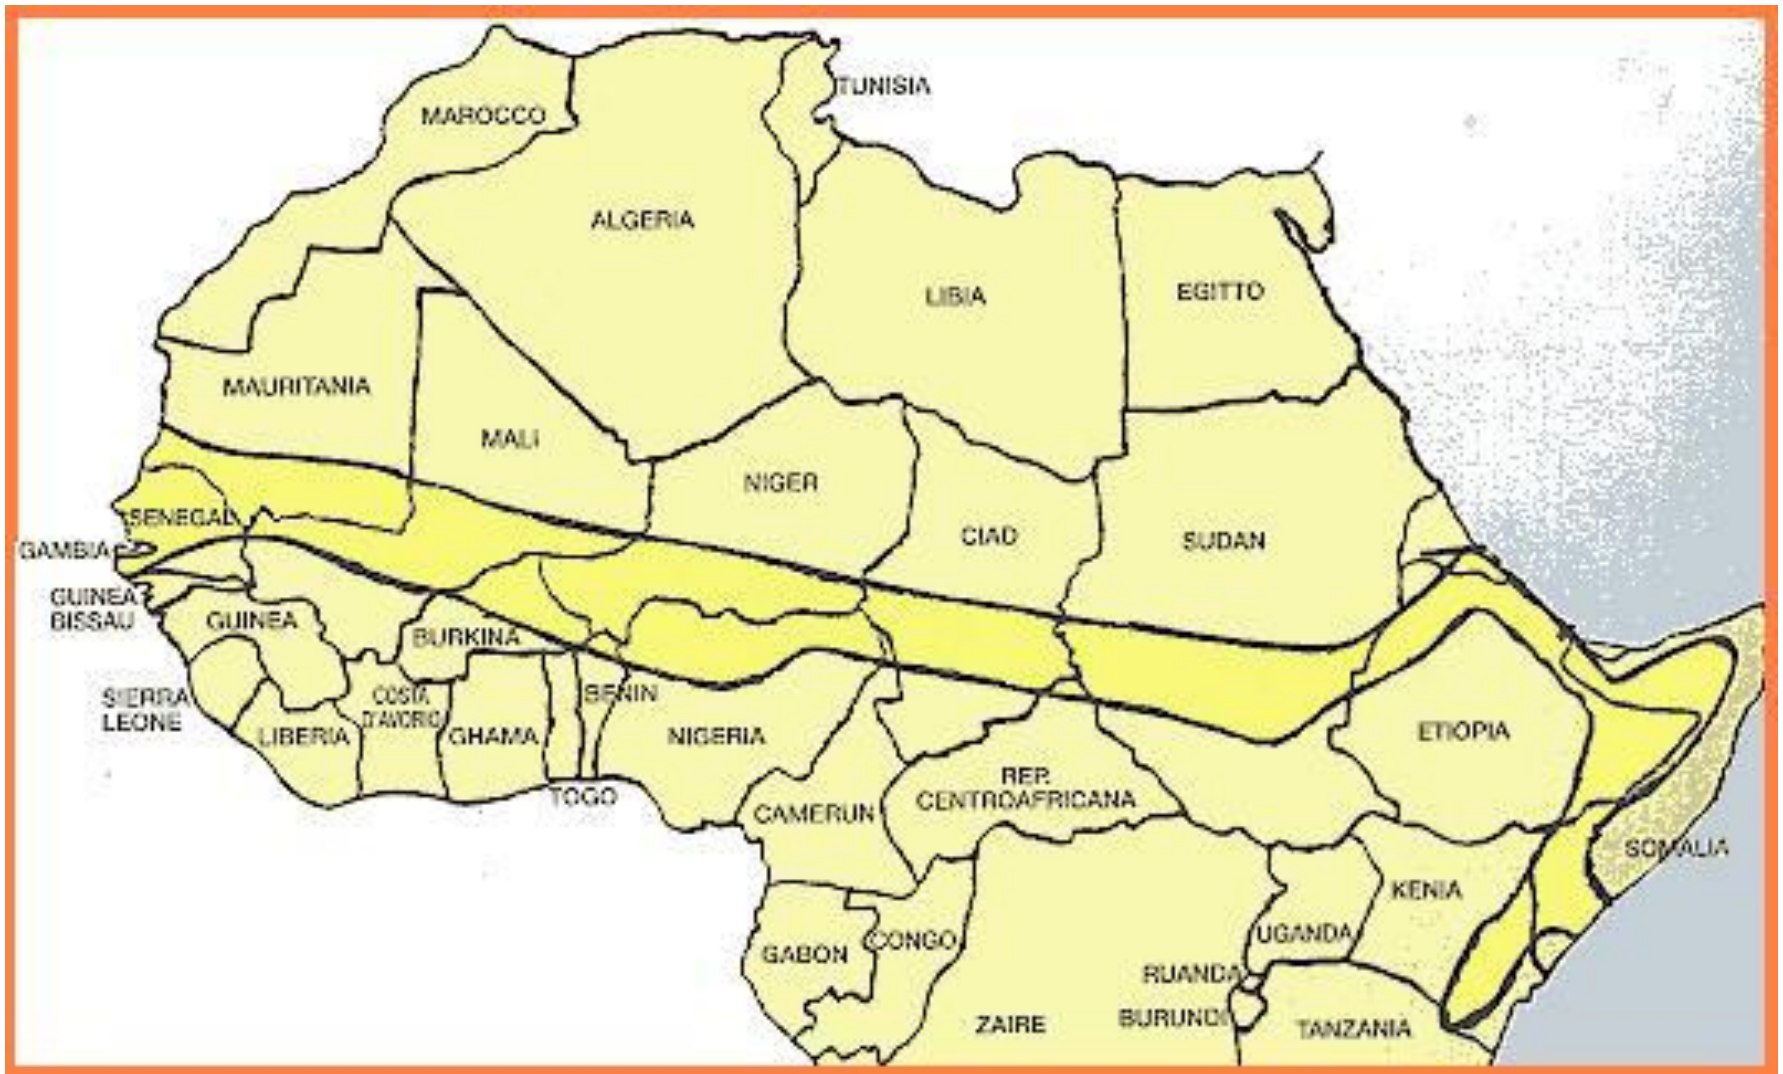 TUNISIA
MAROCCO
ALGERIA
LIBIA
EGITTO
MAURITANIA
MALI
NIGER
CIAD
SUDAN
SENEGAL
GAMBIA
GUINEA
BISSAU
GUINEA
BURKINA
SIERRA
LEONE
LIBERIA
COSTA
D'AVORIO
GHAMA
BENIN
TOGO
NIGERIA
CAMERUN
REP.
CENTROAFRICANA
ETIOPIA
SOMALIA
KENIA
UGANDA
GABON
CONGO
RUANDA
BURUNDI
ZAIRE
TANZANIA